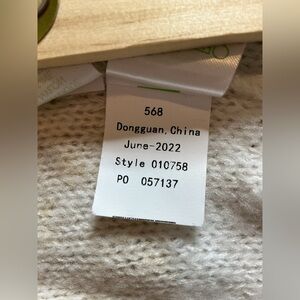 568
Dongguan, China
June-2022
Style 010758
PO 057137